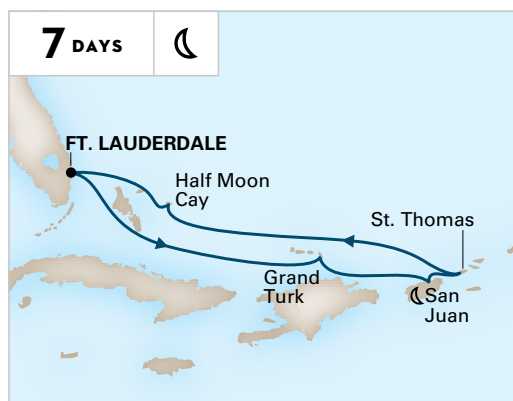 7 DAYS
FT. LAUDERDALE
Half Moon
Cay
St. Thomas
Grand
Turk
San
Juan